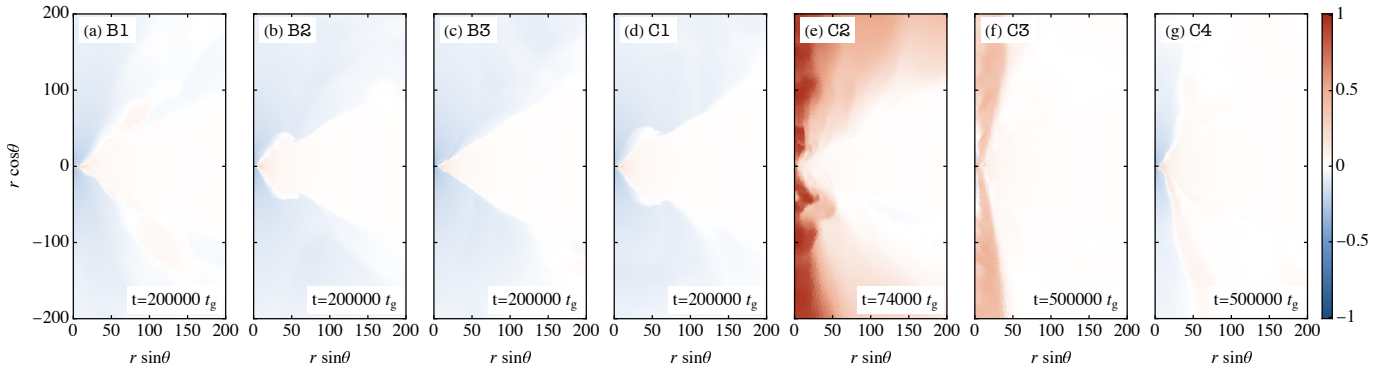 (a) B1
(b) B2
(c) B3
(d) C1
(e) C2
(f) C3
(g) C4
200
100
0
−100
−200
r cosθ
t=200000 t_g
t=200000 t_g
t=200000 t_g
t=200000 t_g
t=74000 t_g
t=500000 t_g
t=500000 t_g
0 50 100 150 200
0 50 100 150 200
0 50 100 150 200
0 50 100 150 200
0 50 100 150 200
0 50 100 150 200
0 50 100 150 200
r sinθ
r sinθ
r sinθ
r sinθ
r sinθ
r sinθ
r sinθ
1
0.5
0
−0.5
−1